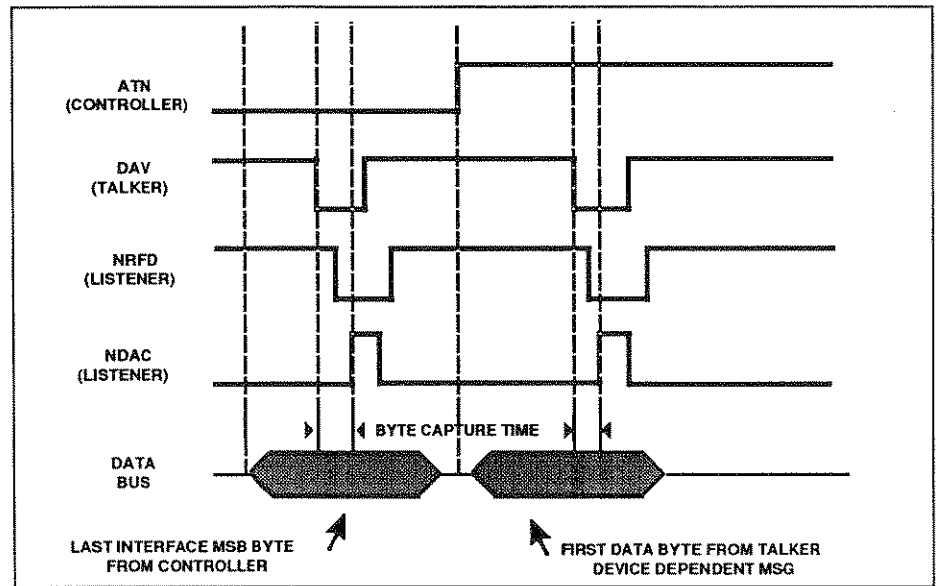 ATN
(CONTROLLER)
DAV
(TALKER)
NRFD
(LISTENER)
NDAC
(LISTENER)
BYTE CAPTURE TIME
DATA
BUS
LAST INTERFACE MSB BYTE
FROM CONTROLLER
FIRST DATA BYTE FROM TALKER
DEVICE DEPENDENT MSG